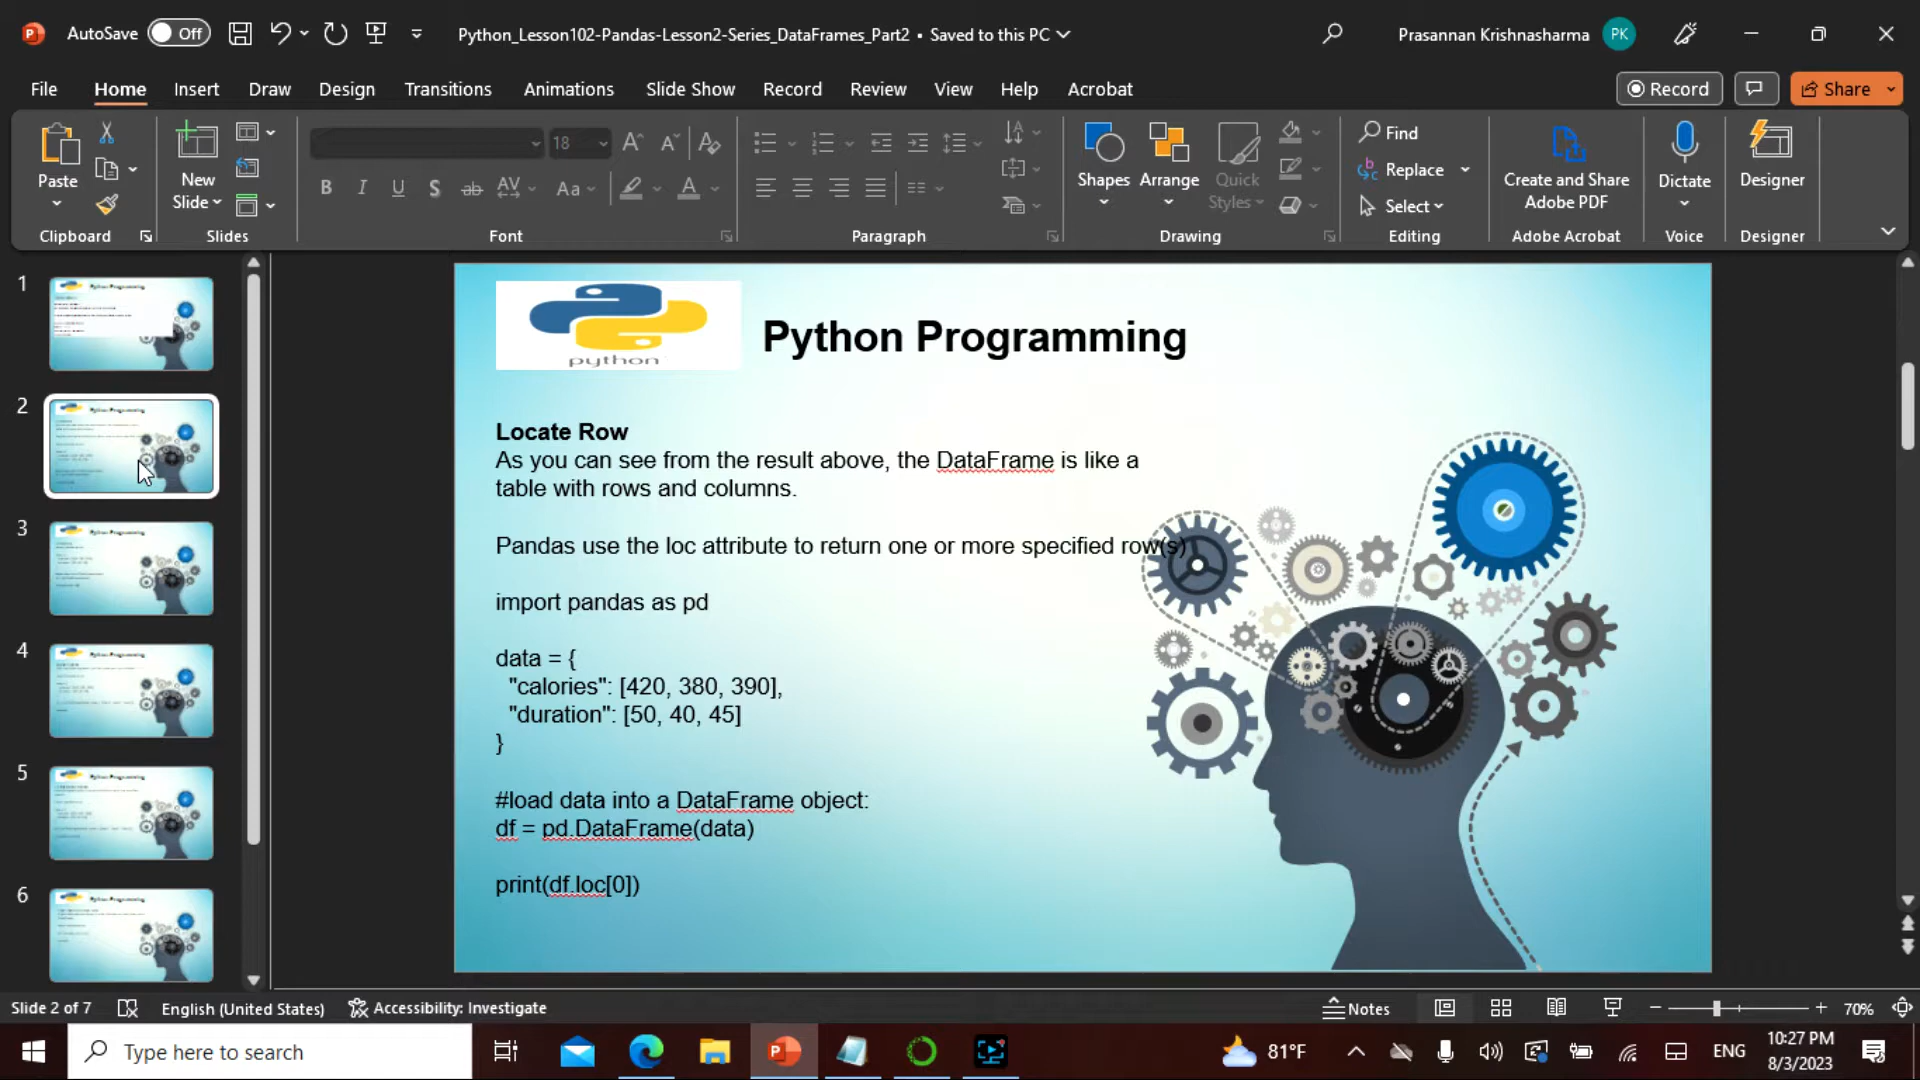 AutoSave Off Python_Lesson102-Pandas-Lesson2-Series_DataFrames_Part2 • Saved to this PC Prasannan Krishnasharma PK
File Home Insert Draw Design Transitions Animations Slide Show Record Review View Help Acrobat Record Share
18
Paste
New Slide
B I U S ab AV Aa A
Shapes
Arrange
Quick Styles
Find
Replace
Select
Create and Share Adobe PDF
Dictate
Designer
Clipboard Slides Font Paragraph Drawing Editing Adobe Acrobat Voice Designer
1
2
3
4
5
6
python
Python Programming
Locate Row
As you can see from the result above, the DataFrame is like a
table with rows and columns.
Pandas use the loc attribute to return one or more specified row(s)
import pandas as pd
data = {
"calories": [420, 380, 390],
"duration": [50, 40, 45]
}
#load data into a DataFrame object:
df = pd.DataFrame(data)
print(df.loc[0])
Slide 2 of 7 English (United States) Accessibility: Investigate Notes 70%
Type here to search 81°F ENG 10:27 PM
8/3/2023